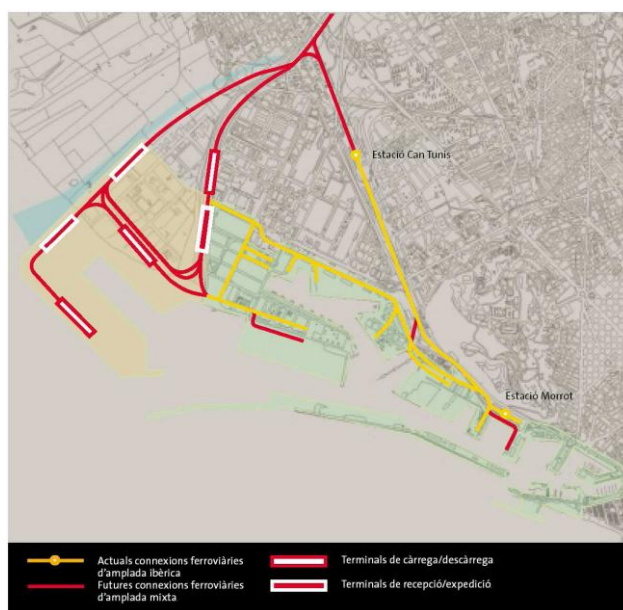 Estació Can Tunis
Estació Morrot
Actuals connexions ferroviàries
d'amplada ibèrica
Futures connexions ferroviàries
d'amplada mixta
Terminals de càrrega/descàrrega
Terminals de recepció/expedició